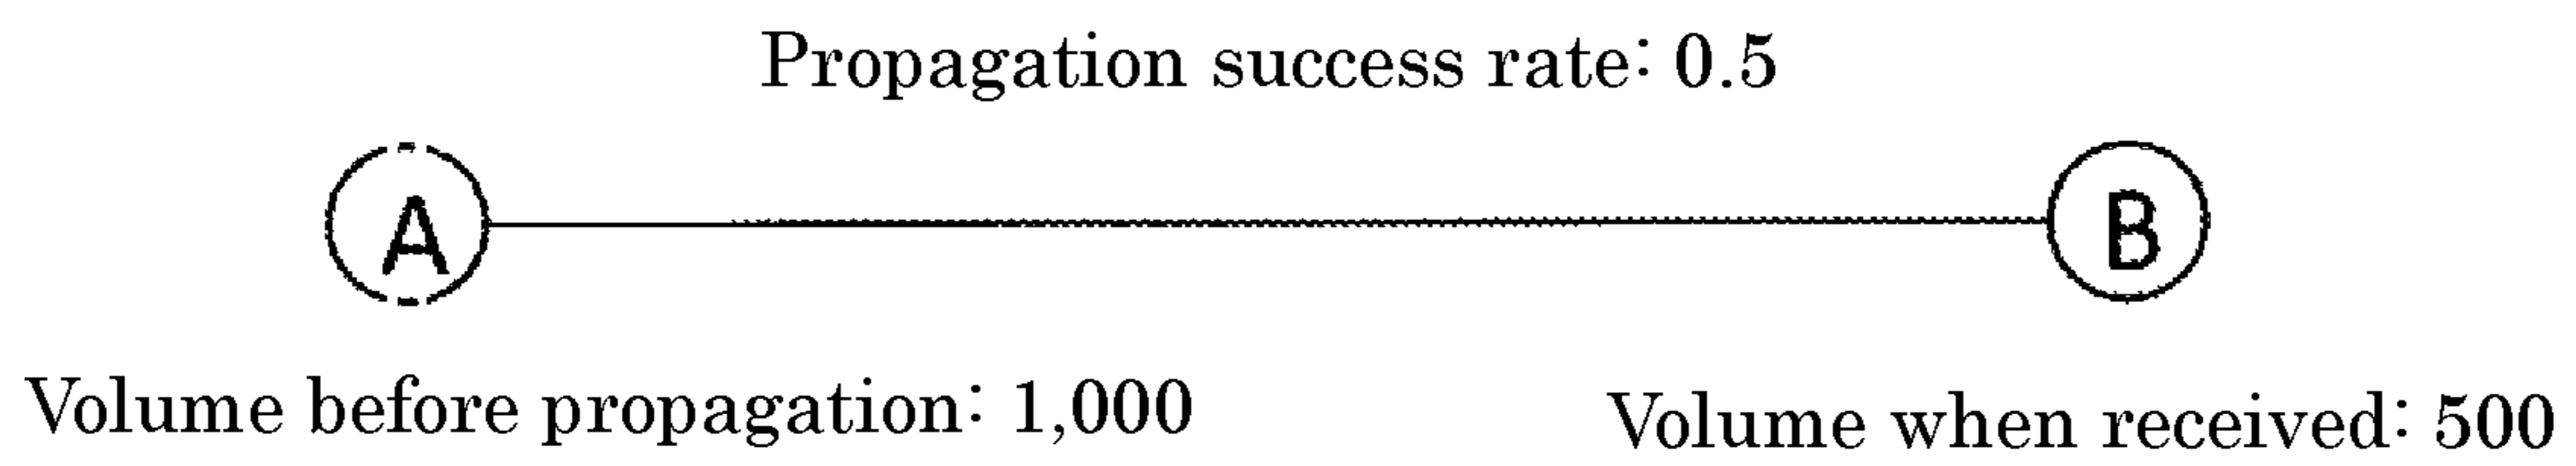 Propagation success rate: 0.5
A
B
Volume before propagation: 1,000
Volume when received: 500